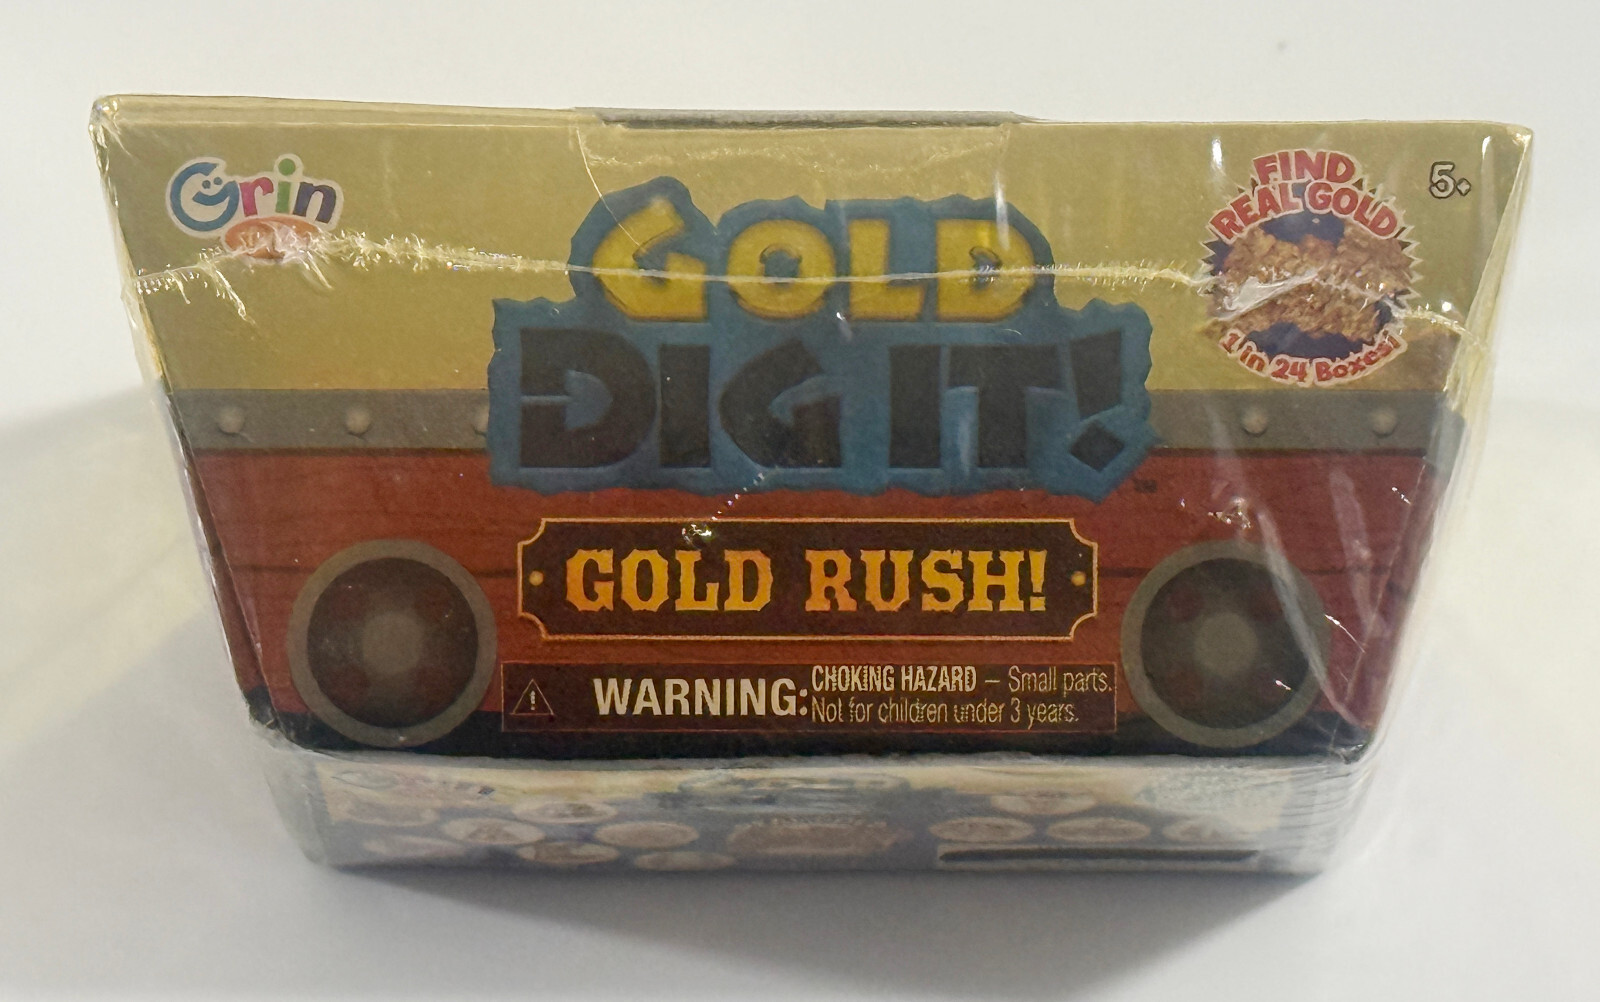 Grin
FIND
REAL GOLD
1 in 24 Boxes!
5+
GOLD
DIG IT!
GOLD RUSH!
WARNING: CHOKING HAZARD – Small parts.
Not for children under 3 years.